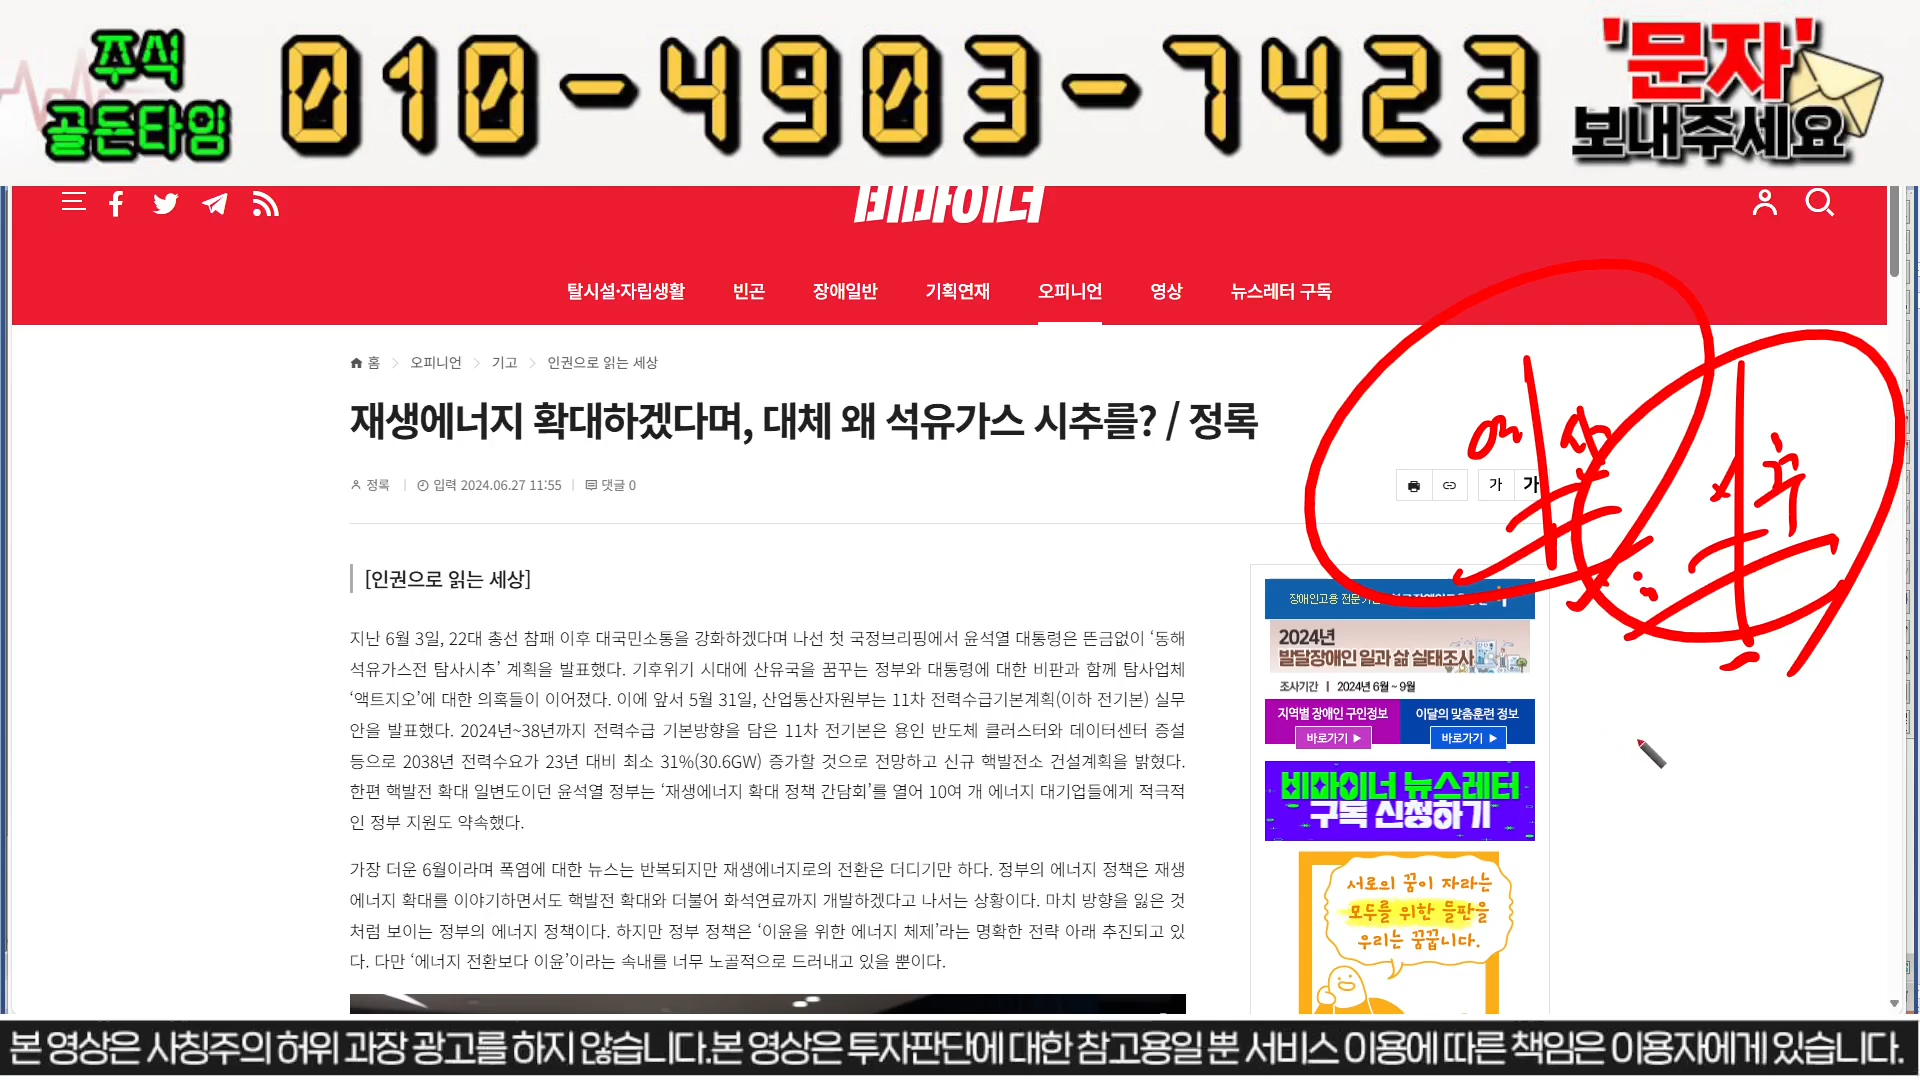 주식
골든타임
010-4903-7423
'문자'
보내주세요
비마이너
탈시설·자립생활 빈곤 장애일반 기획연재 오피니언 영상 뉴스레터 구독
홈 > 오피니언 > 기고 > 인권으로 읽는 세상
재생에너지 확대하겠다며, 대체 왜 석유가스 시추를? / 정록
정록 | 입력 2024.06.27 11:55 | 댓글 0
가 가
[인권으로 읽는 세상]
지난 6월 3일, 22대 총선 참패 이후 대국민소통을 강화하겠다며 나선 첫 국정브리핑에서 윤석열 대통령은 뜬금없이 ‘동해
석유가스전 탐사시추’ 계획을 발표했다. 기후위기 시대에 산유국을 꿈꾸는 정부와 대통령에 대한 비판과 함께 탐사업체
‘액트지오’에 대한 의혹들이 이어졌다. 이에 앞서 5월 31일, 산업통산자원부는 11차 전력수급기본계획(이하 전기본) 실무
안을 발표했다. 2024년~38년까지 전력수급 기본방향을 담은 11차 전기본은 용인 반도체 클러스터와 데이터센터 증설
등으로 2038년 전력수요가 23년 대비 최소 31%(30.6GW) 증가할 것으로 전망하고 신규 핵발전소 건설계획을 밝혔다.
한편 핵발전 확대 일변도이던 윤석열 정부는 ‘재생에너지 확대 정책 간담회’를 열어 10여 개 에너지 대기업들에게 적극적
인 정부 지원도 약속했다.
가장 더운 6월이라며 폭염에 대한 뉴스는 반복되지만 재생에너지로의 전환은 더디기만 하다. 정부의 에너지 정책은 재생
에너지 확대를 이야기하면서도 핵발전 확대와 더불어 화석연료까지 개발하겠다고 나서는 상황이다. 마치 방향을 잃은 것
처럼 보이는 정부의 에너지 정책이다. 하지만 정부 정책은 ‘이윤을 위한 에너지 체제’라는 명확한 전략 아래 추진되고 있
다. 다만 ‘에너지 전환보다 이윤’이라는 속내를 너무 노골적으로 드러내고 있을 뿐이다.
장애인고용 전문기
2024년
발달장애인 일과 삶 실태조사
조사기간 | 2024년 6월 ~ 9월
지역별 장애인 구인정보 이달의 맞춤훈련 정보
바로가기 ▶ 바로가기 ▶
비마이너 뉴스레터
구독 신청하기
서로의 꿈이 자라는
모두를 위한 들판을
우리는 꿈꿉니다.
본 영상은 사칭주의 허위 과장 광고를 하지 않습니다.본 영상은 투자판단에 대한 참고용일 뿐 서비스 이용에 따른 책임은 이용자에게 있습니다.